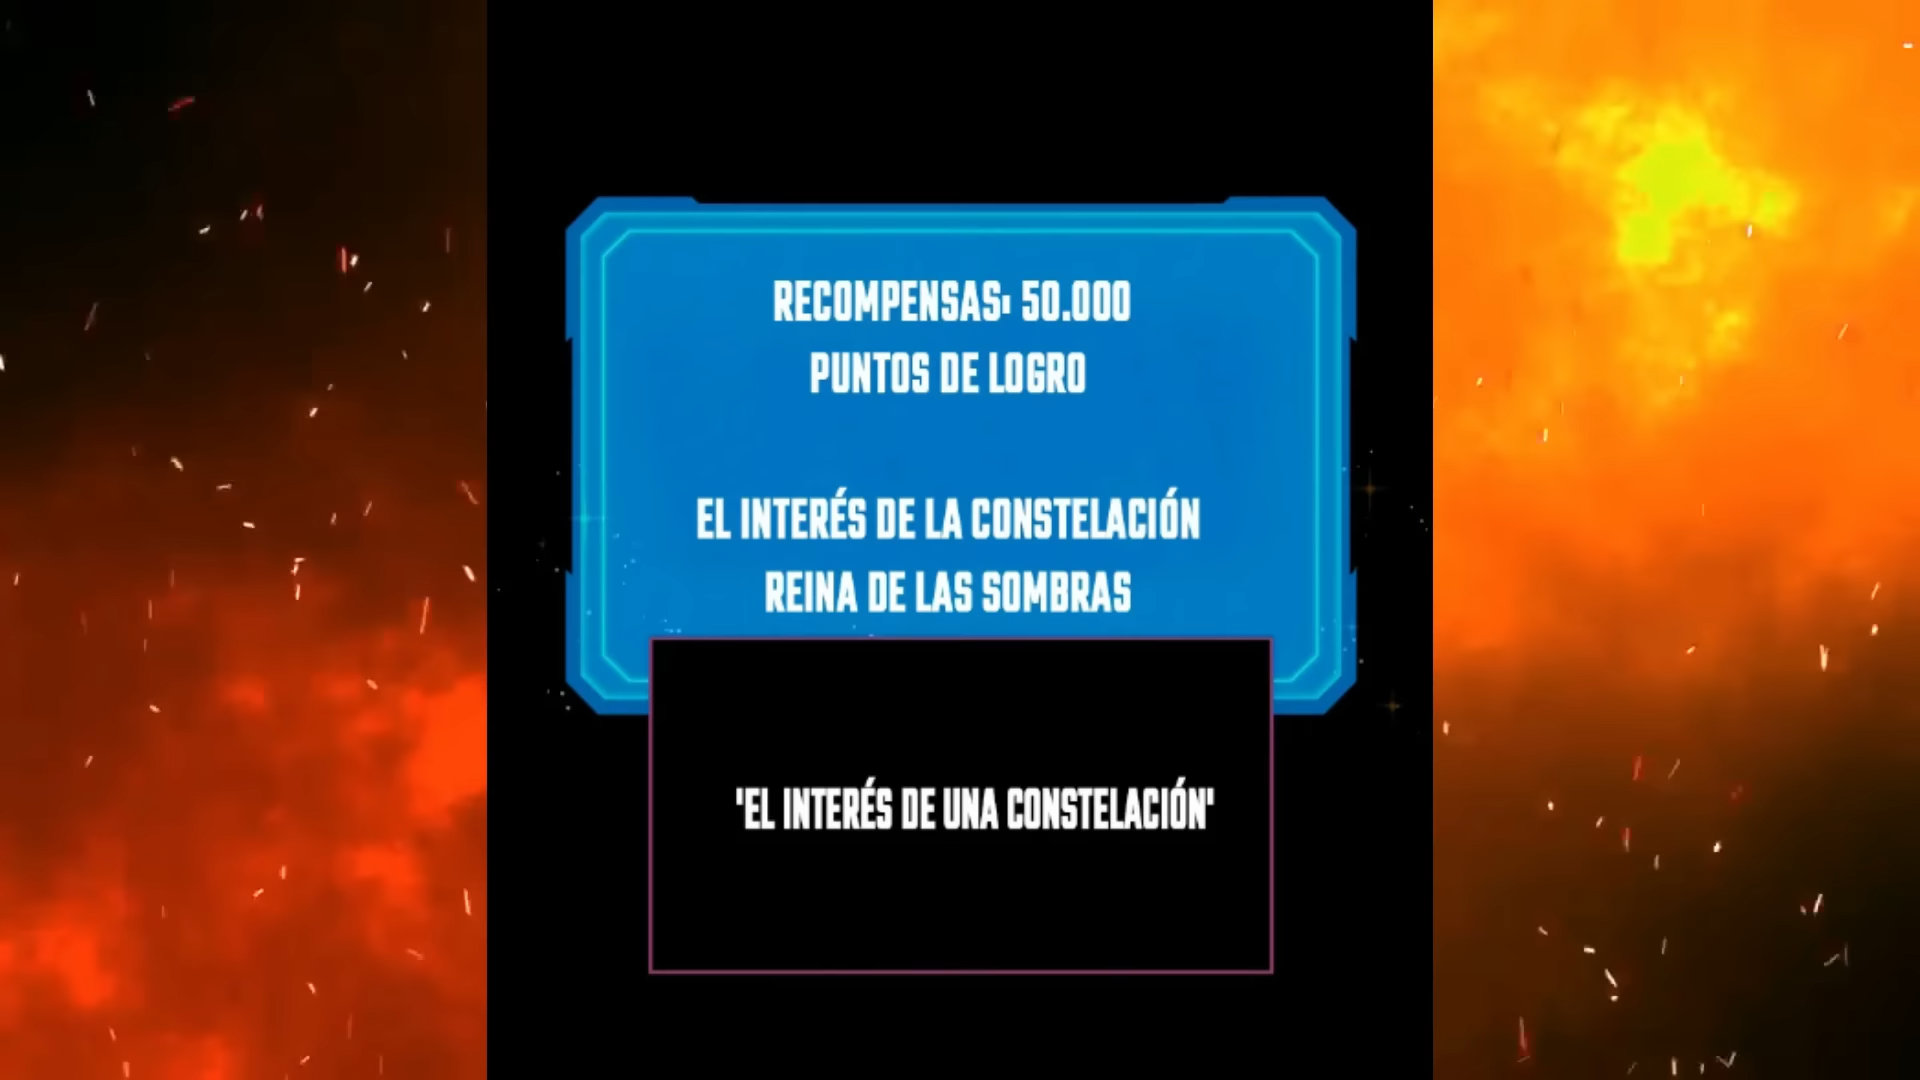 RECOMPENSAS: 50.000
PUNTOS DE LOGRO
EL INTERÉS DE LA CONSTELACIÓN
REINA DE LAS SOMBRAS
'EL INTERÉS DE UNA CONSTELACIÓN'